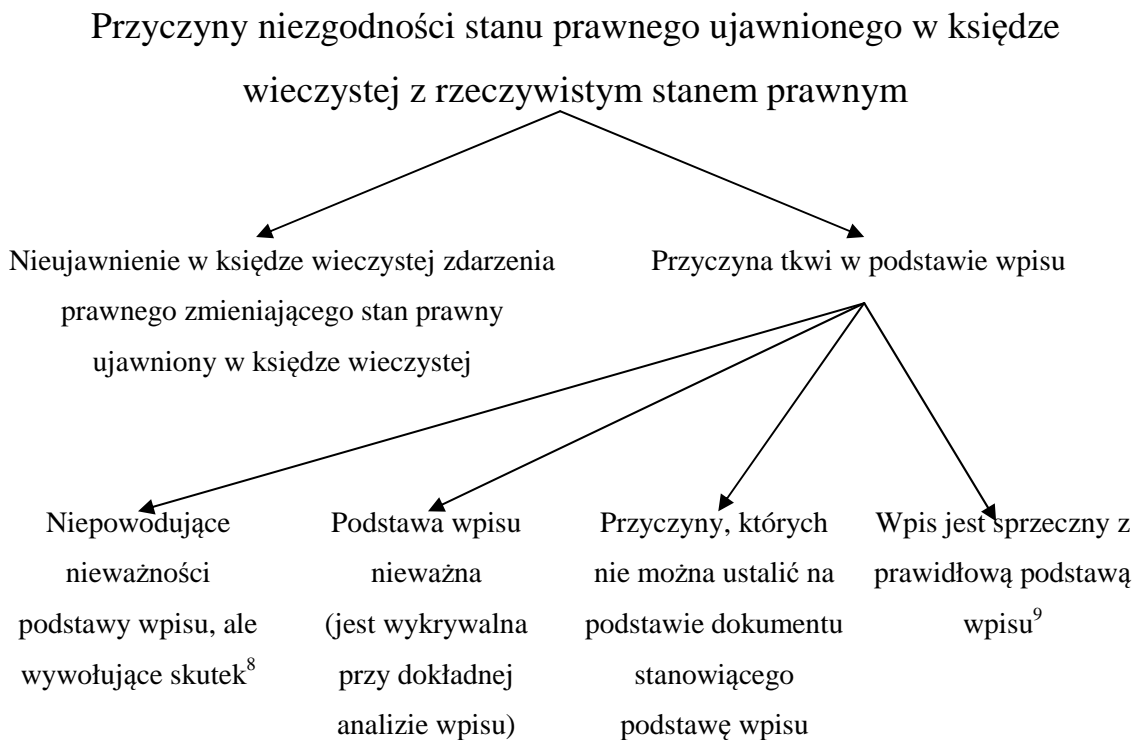 Przyczyny niezgodności stanu prawnego ujawnionego w księdze
wieczystej z rzeczywistym stanem prawnym
Nieujawnienie w księdze wieczystej zdarzenia
prawnego zmieniającego stan prawny
ujawniony w księdze wieczystej
Przyczyna tkwi w podstawie wpisu
Niepowodujące
nieważności
podstawy wpisu, ale
wywołujące skutek⁸
Podstawa wpisu
nieważna
(jest wykrywalna
przy dokładnej
analizie wpisu)
Przyczyny, których
nie można ustalić na
podstawie dokumentu
stanowiącego
podstawę wpisu
Wpis jest sprzeczny z
prawidłową podstawą
wpisu⁹